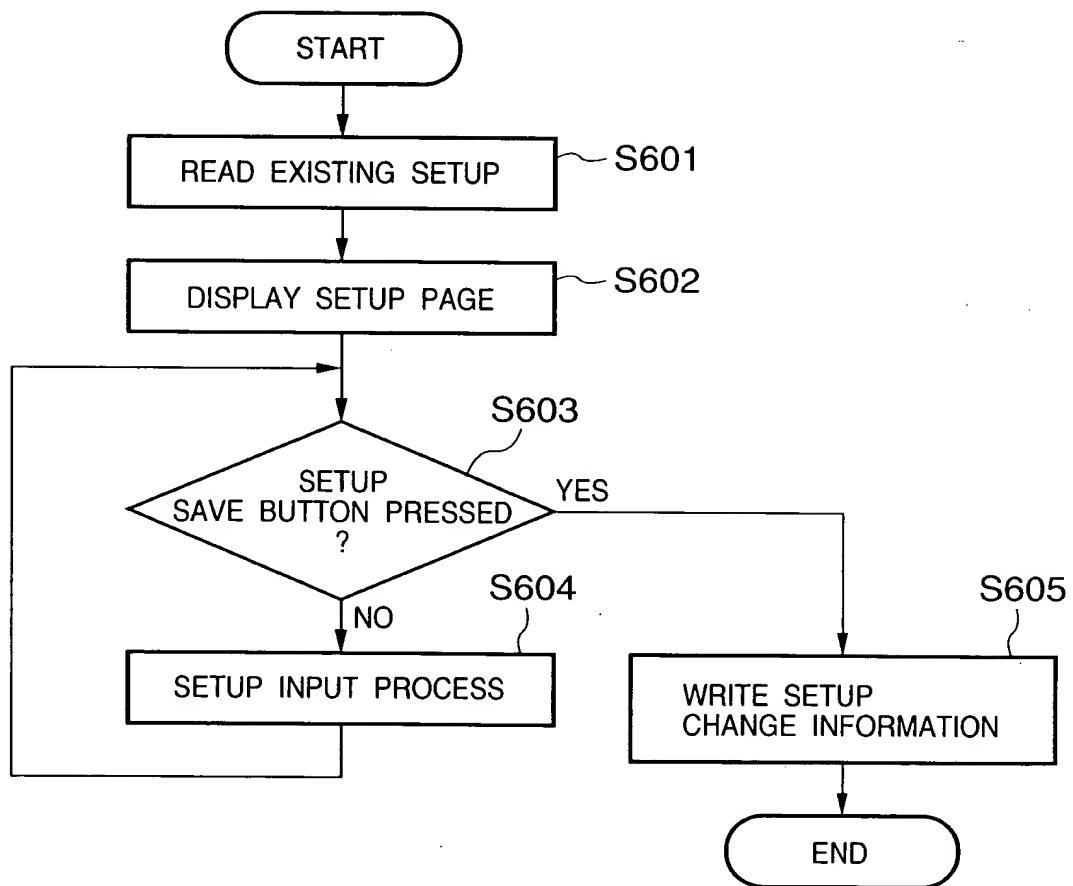 START
READ EXISTING SETUP
S601
DISPLAY SETUP PAGE
S602
S603
SETUP
SAVE BUTTON PRESSED
?
YES
NO
S604
SETUP INPUT PROCESS
S605
WRITE SETUP
CHANGE INFORMATION
END